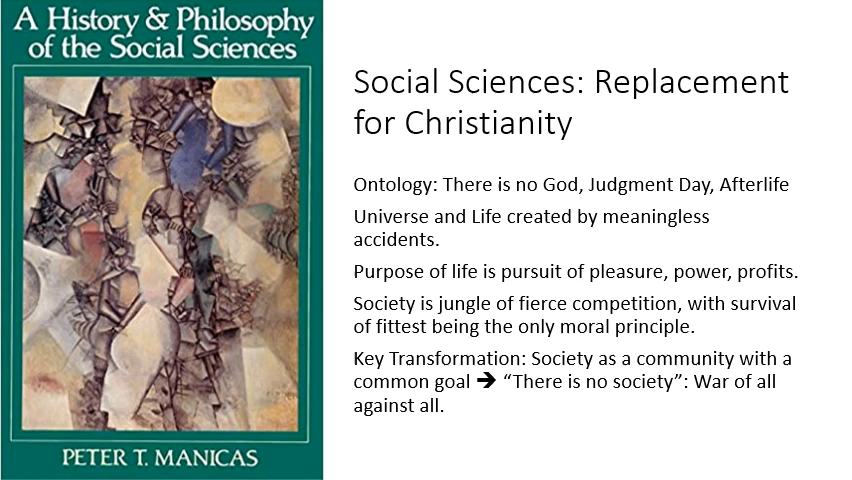 A History & Philosophy
of the Social Sciences
PETER T. MANICAS
Social Sciences: Replacement
for Christianity
Ontology: There is no God, Judgment Day, Afterlife
Universe and Life created by meaningless
accidents.
Purpose of life is pursuit of pleasure, power, profits.
Society is jungle of fierce competition, with survival
of fittest being the only moral principle.
Key Transformation: Society as a community with a
common goal ➔ “There is no society”: War of all
against all.